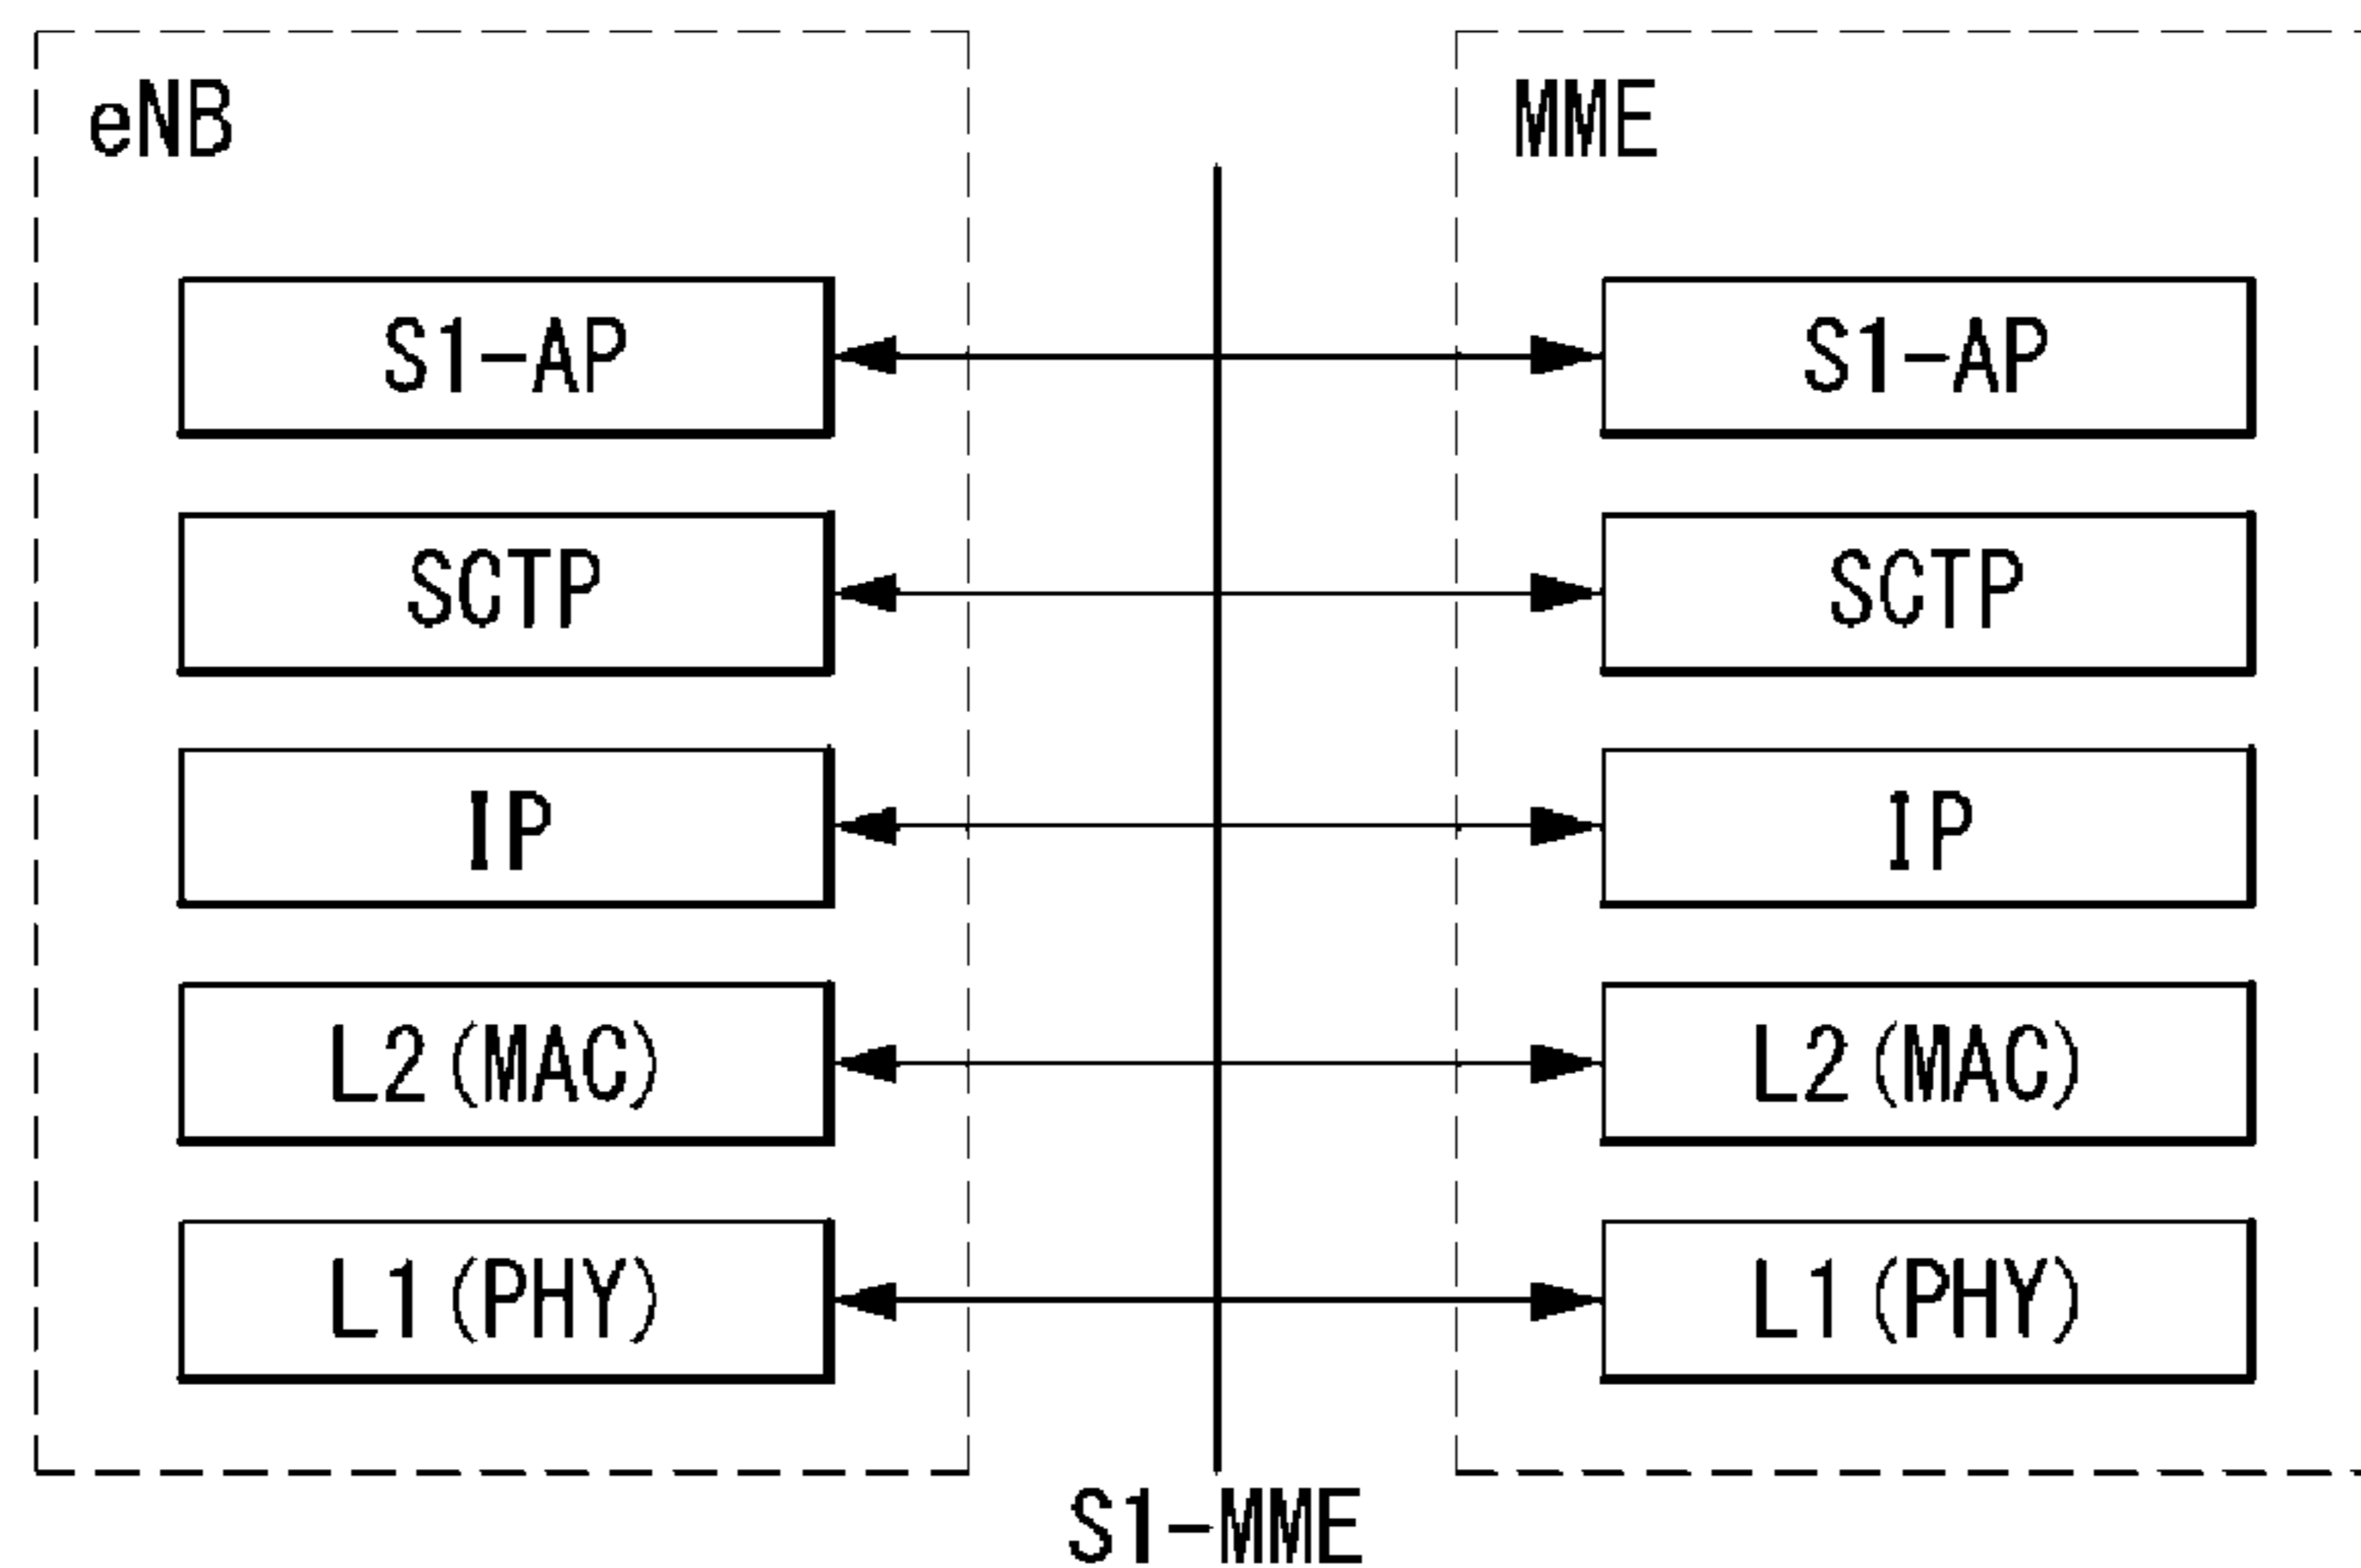 eNB
MME
S1-AP
S1-AP
SCTP
SCTP
IP
IP
L2(MAC)
L2(MAC)
L1(PHY)
L1(PHY)
S1-MME